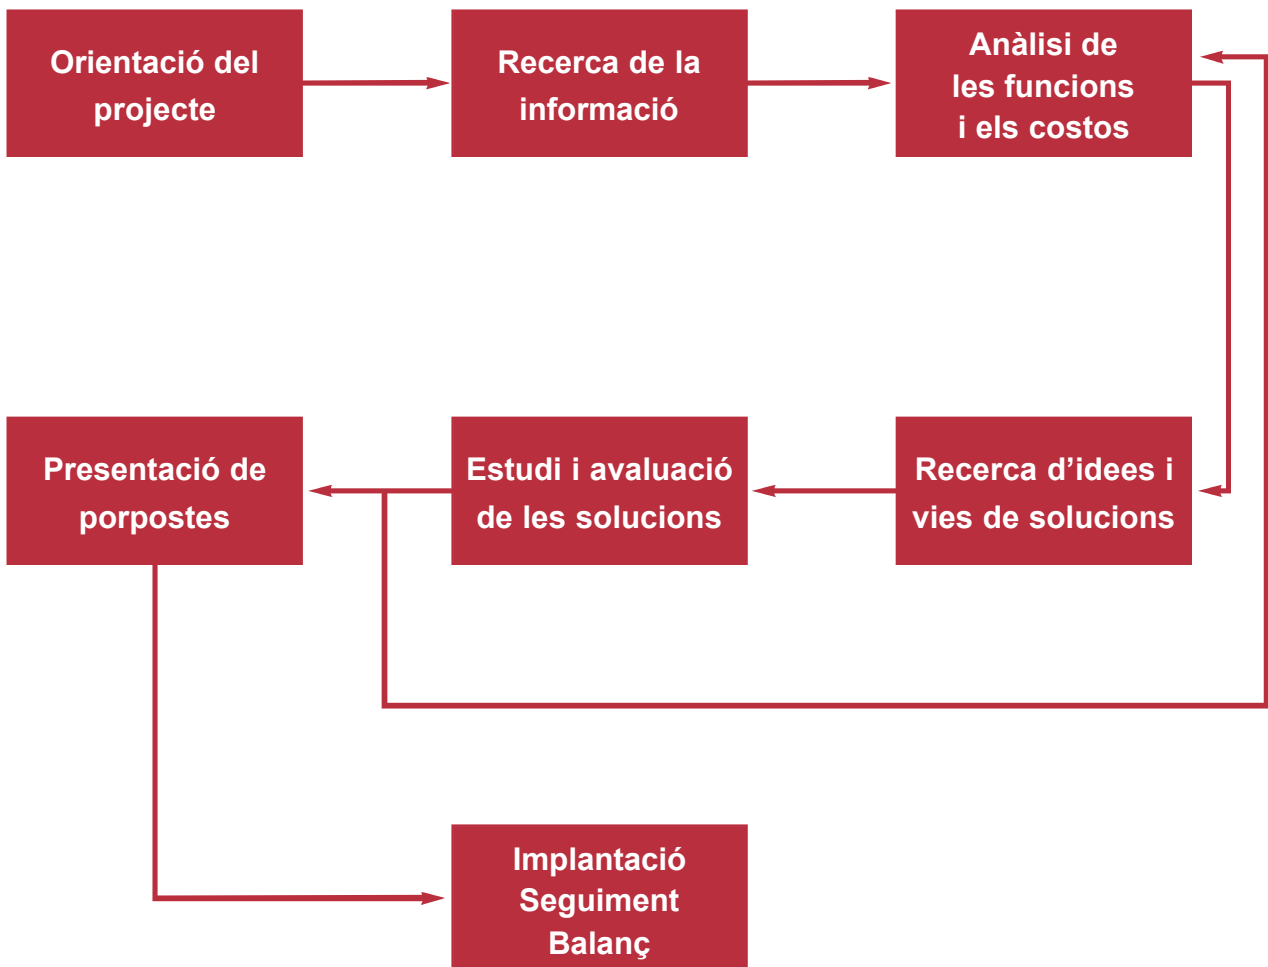 Orientació del
projecte
Recerca de la
informació
Anàlisi de
les funcions
i els costos
Presentació de
porpostes
Estudi i avaluació
de les solucions
Recerca d’idees i
vies de solucions
Implantació
Seguiment
Balanç